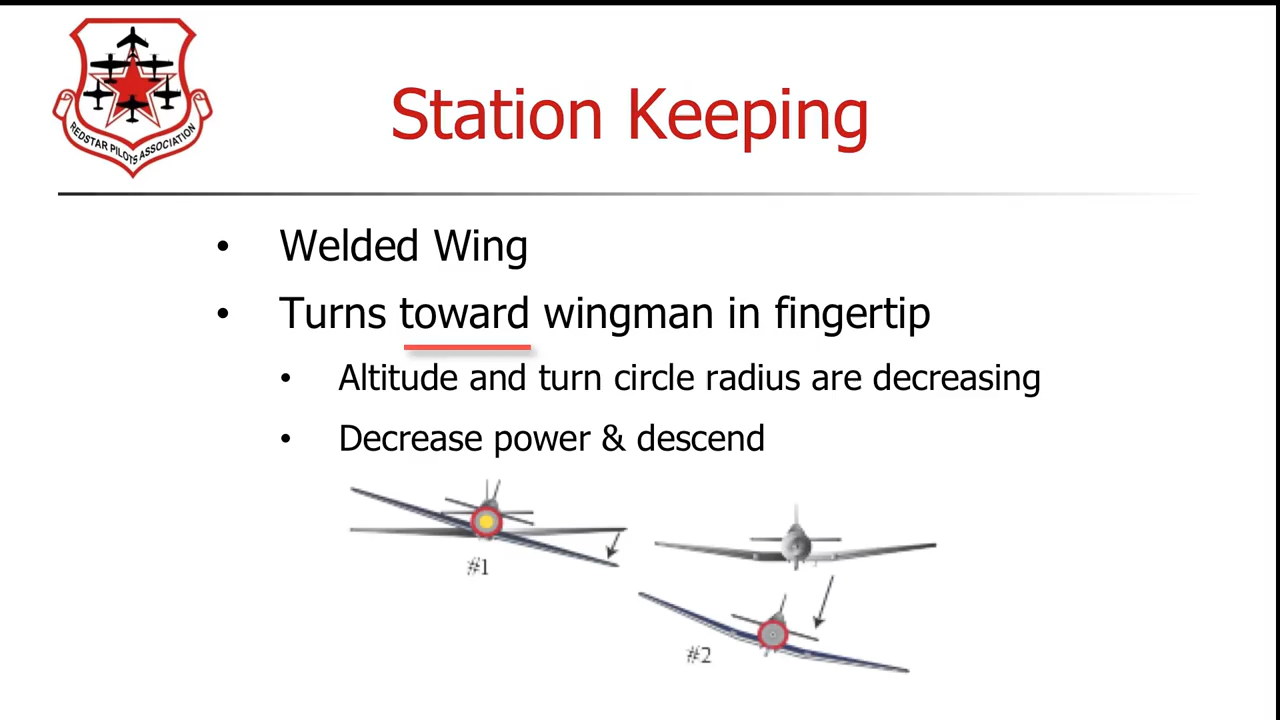 REDSTAR PILOTS ASSOCIATION
Station Keeping
• Welded Wing
• Turns toward wingman in fingertip
• Altitude and turn circle radius are decreasing
• Decrease power & descend
#1
#2